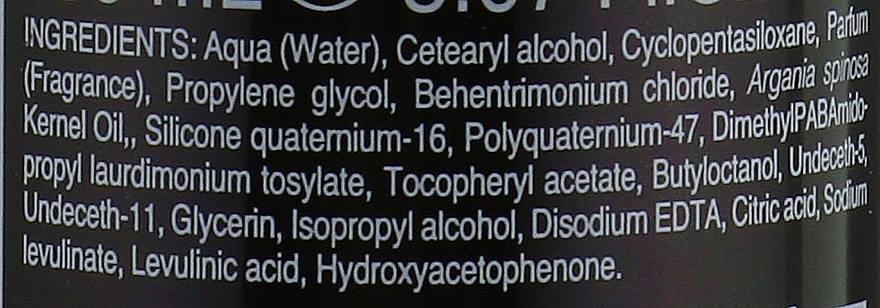 INGREDIENTS: Aqua (Water), Cetearyl alcohol, Cyclopentasiloxane, Parfum
(Fragrance), Propylene glycol, Behentrimonium chloride, Argania spinosa
Kernel Oil,, Silicone quaternium-16, Polyquaternium-47, DimethylPABAmido-
propyl laurdimonium tosylate, Tocopheryl acetate, Butyloctanol, Undeceth-5,
Undeceth-11, Glycerin, Isopropyl alcohol, Disodium EDTA, Citric acid, Sodium
levulinate, Levulinic acid, Hydroxyacetophenone.